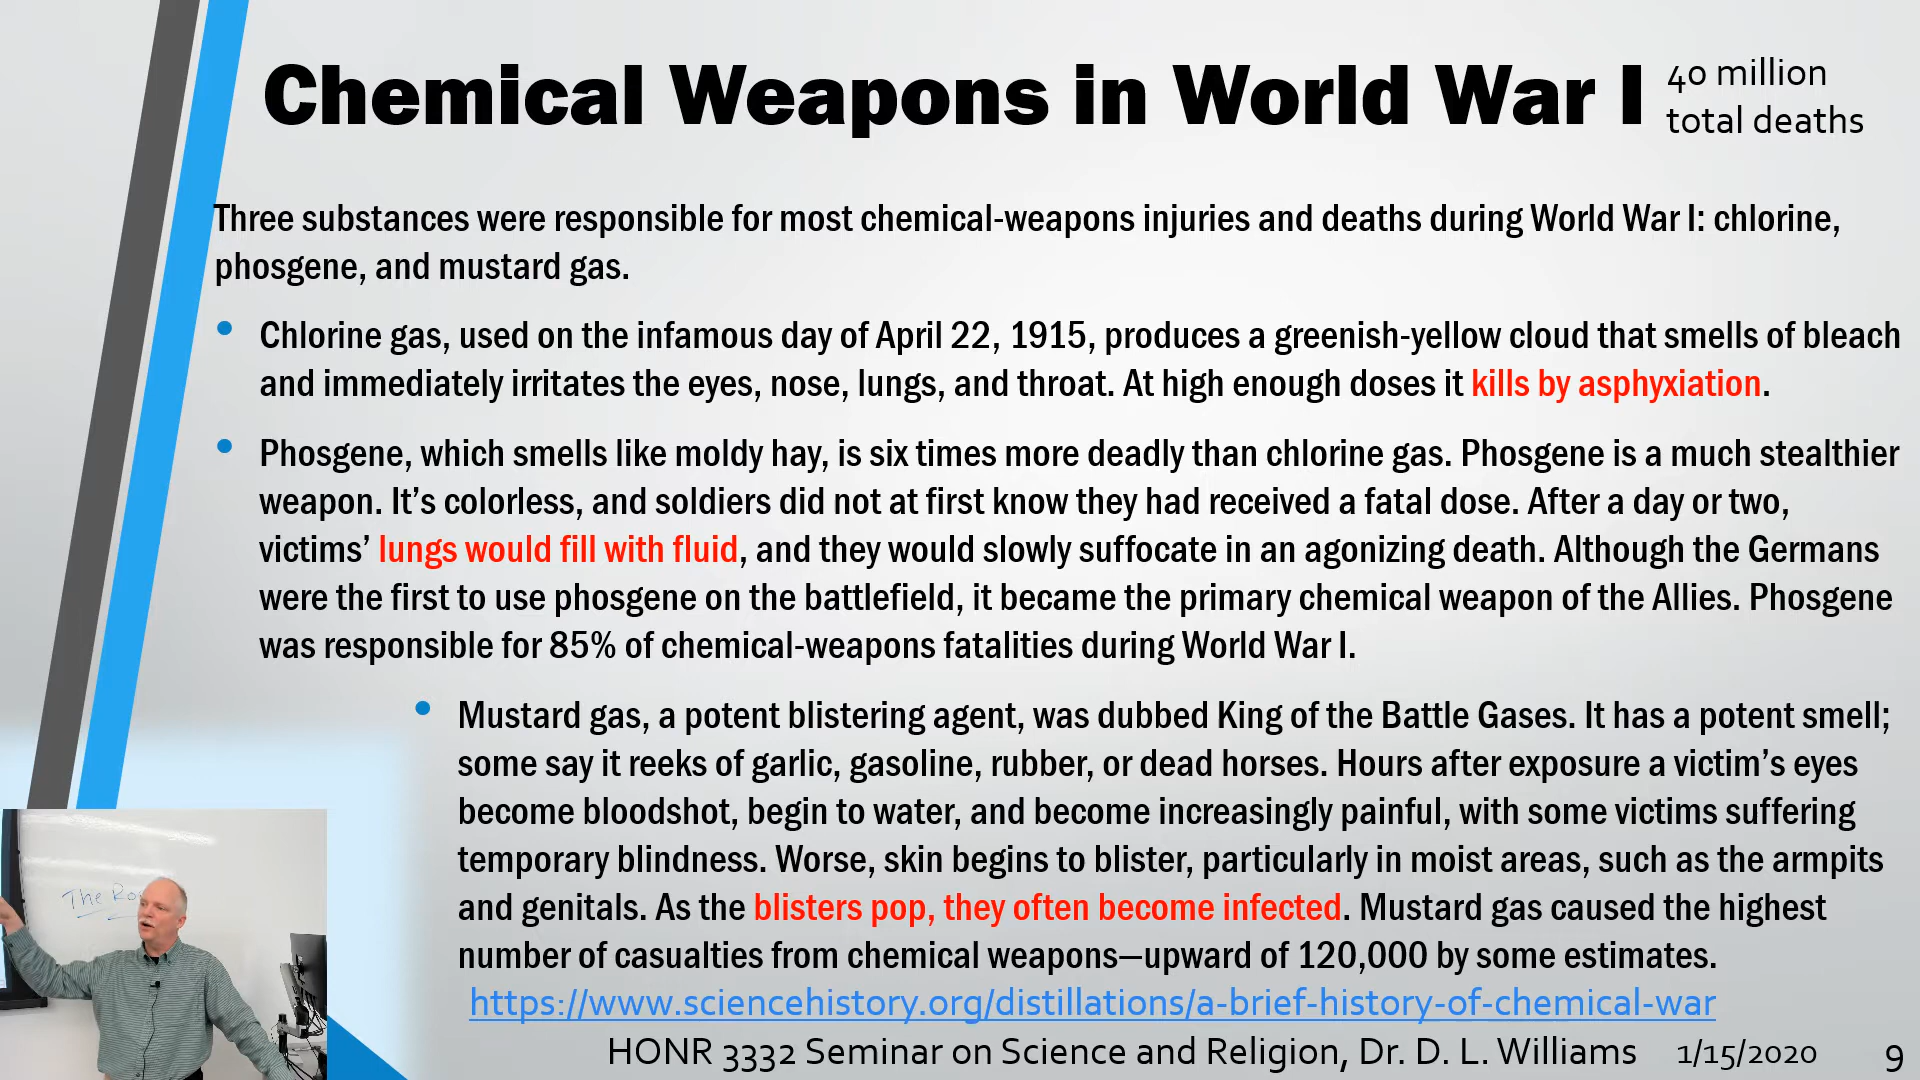 Chemical Weapons in World War I
40 million
total deaths
Three substances were responsible for most chemical-weapons injuries and deaths during World War I: chlorine,
phosgene, and mustard gas.
• Chlorine gas, used on the infamous day of April 22, 1915, produces a greenish-yellow cloud that smells of bleach
and immediately irritates the eyes, nose, lungs, and throat. At high enough doses it kills by asphyxiation.
• Phosgene, which smells like moldy hay, is six times more deadly than chlorine gas. Phosgene is a much stealthier
weapon. It’s colorless, and soldiers did not at first know they had received a fatal dose. After a day or two,
victims’ lungs would fill with fluid, and they would slowly suffocate in an agonizing death. Although the Germans
were the first to use phosgene on the battlefield, it became the primary chemical weapon of the Allies. Phosgene
was responsible for 85% of chemical-weapons fatalities during World War I.
• Mustard gas, a potent blistering agent, was dubbed King of the Battle Gases. It has a potent smell;
some say it reeks of garlic, gasoline, rubber, or dead horses. Hours after exposure a victim’s eyes
become bloodshot, begin to water, and become increasingly painful, with some victims suffering
temporary blindness. Worse, skin begins to blister, particularly in moist areas, such as the armpits
and genitals. As the blisters pop, they often become infected. Mustard gas caused the highest
number of casualties from chemical weapons—upward of 120,000 by some estimates.
https://www.sciencehistory.org/distillations/a-brief-history-of-chemical-war
The
HONR 3332 Seminar on Science and Religion, Dr. D. L. Williams 1/15/2020 9